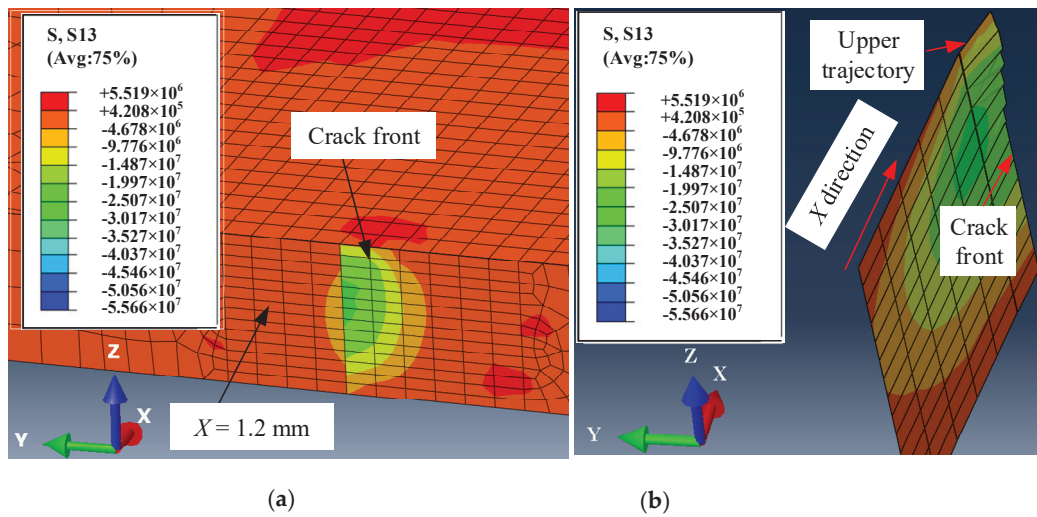 S, S13
(Avg:75%)
+5.519×10⁶
+4.208×10⁵
-4.678×10⁶
-9.776×10⁶
-1.487×10⁷
-1.997×10⁷
-2.507×10⁷
-3.017×10⁷
-3.527×10⁷
-4.037×10⁷
-4.546×10⁷
-5.056×10⁷
-5.566×10⁷
Crack front
X = 1.2 mm
Z
Y
X
(a)
S, S13
(Avg:75%)
+5.519×10⁶
+4.208×10⁵
-4.678×10⁶
-9.776×10⁶
-1.487×10⁷
-1.997×10⁷
-2.507×10⁷
-3.017×10⁷
-3.527×10⁷
-4.037×10⁷
-4.546×10⁷
-5.056×10⁷
-5.566×10⁷
Upper
trajectory
X direction
Crack
front
Z
X
Y
(b)